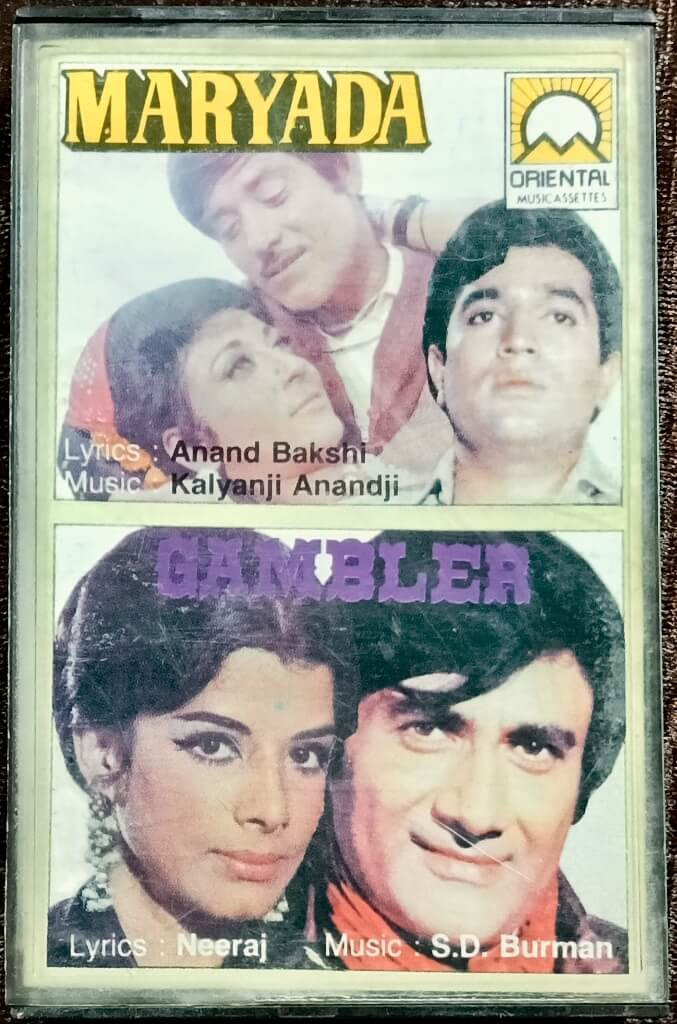 MARYADA
ORIENTAL
MUSICASSETTES
Lyrics : Anand Bakshi
Music : Kalyanji Anandji
GAMBLER
Lyrics : Neeraj Music : S.D. Burman